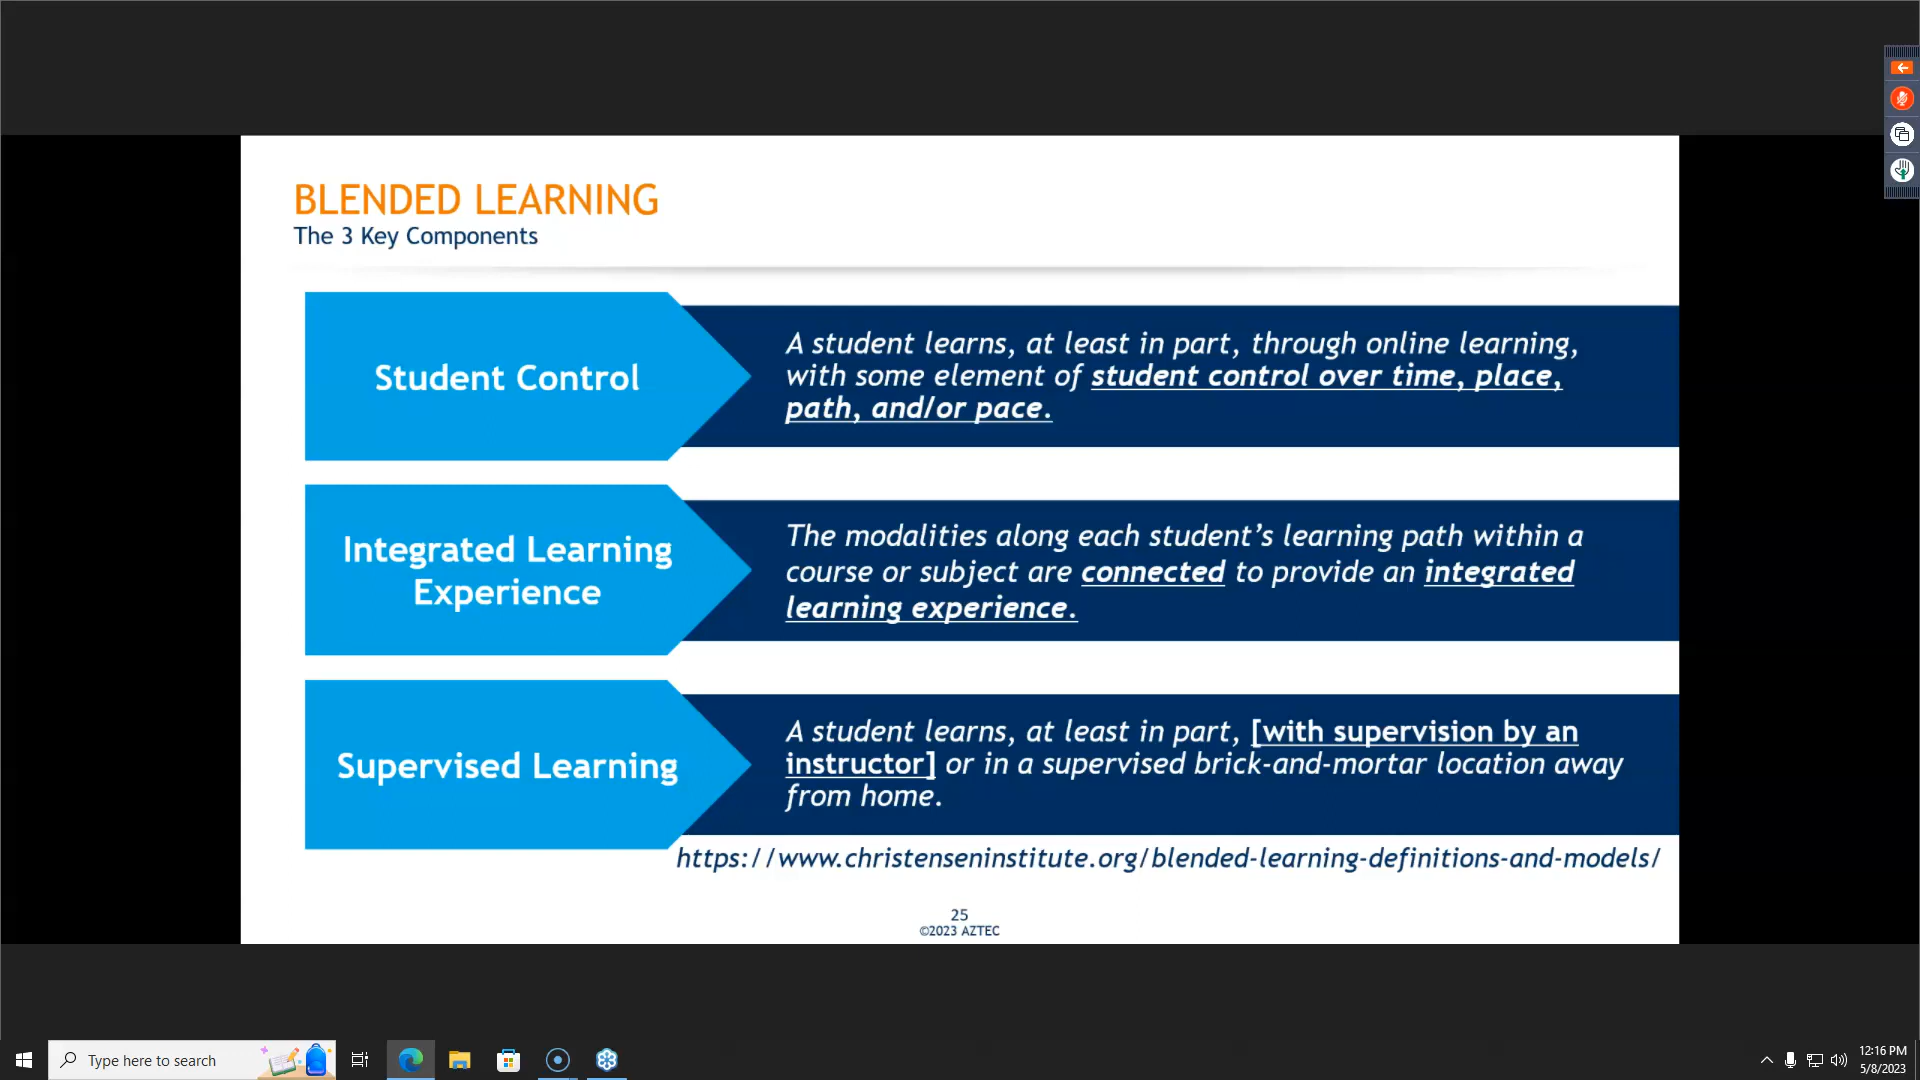 BLENDED LEARNING
The 3 Key Components
Student Control
A student learns, at least in part, through online learning,
with some element of student control over time, place,
path, and/or pace.
Integrated Learning
Experience
The modalities along each student’s learning path within a
course or subject are connected to provide an integrated
learning experience.
Supervised Learning
A student learns, at least in part, [with supervision by an
instructor] or in a supervised brick-and-mortar location away
from home.
https://www.christenseninstitute.org/blended-learning-definitions-and-models/
25
©2023 AZTEC
Type here to search
12:16 PM
5/8/2023